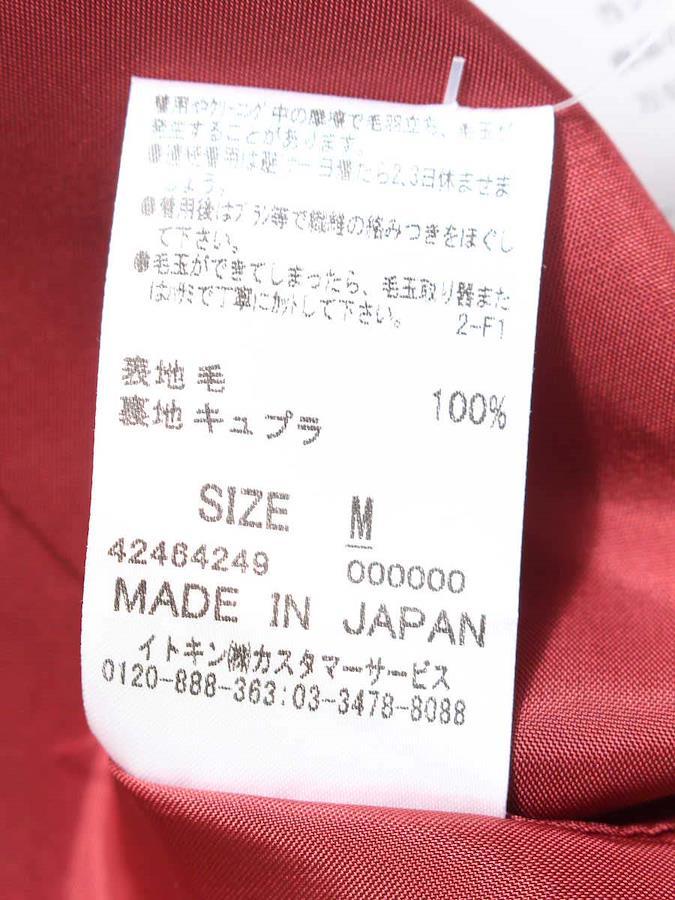 着用やクリーニング中の摩擦で毛羽立ち、毛玉が
発生することがあります。
●連続着用は避け一日着たら2,3日休ませま
しょう。
●着用後はブラシ等で繊維の絡みつきをほぐし
て下さい。
●毛玉ができてしまったら、毛玉取り器また
はハサミで丁寧にカットして下さい。
2-F1
表地 毛 100%
裏地 キュプラ
SIZE M
42464249 000000
MADE IN JAPAN
イトキン㈱カスタマーサービス
0120-888-363:03-3478-8088